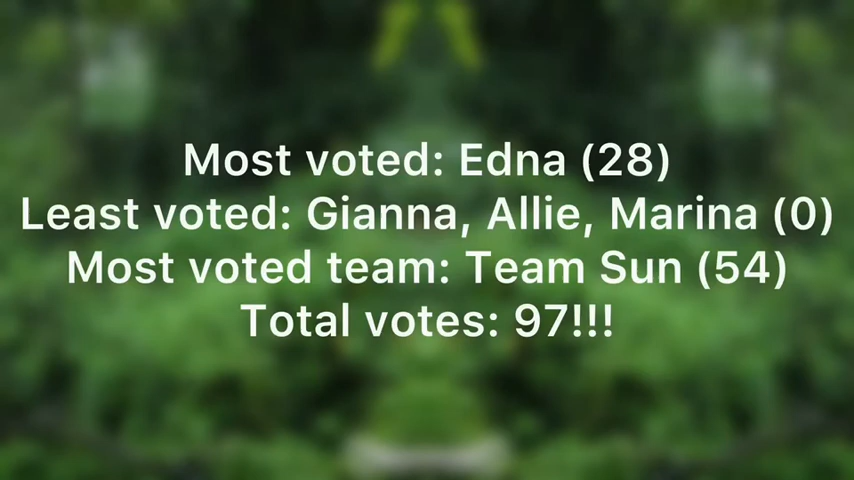 Most voted: Edna (28)
Least voted: Gianna, Allie, Marina (0)
Most voted team: Team Sun (54)
Total votes: 97!!!